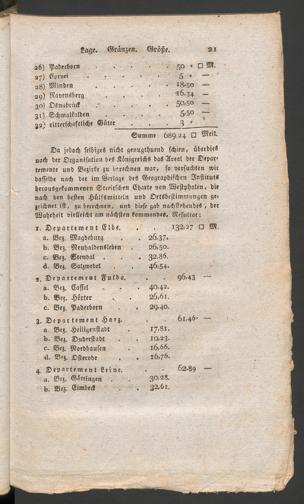 Lage. Gränzen. Größe. 21
26) Paderborn . . . . 50 * □ M.
27) Corvei . . . . 5 * —
28) Minden . . . . 18.50 —
29) Ravensberg . . . . 16.34 —
30) Osnabrück . . . . 50.50 —
31) Schmalkalden . . . . 5.50 —
32) ritterschaftliche Güter . . 3 * *
Summe 689.24 □ Meil.
Da jedoch selbiges nicht genugthuend schien, überdies
nach der Organisation des Königreichs das Areal der Depar-
temente und Bezirke zu berechnen war, so versuchten wir
dasselbe nach der im Verlage des Geographischen Instituts
herausgekommenen Streitschen Charte von Westphalen, die
nach den besten Hülfsmitteln und Ortsbestimmungen ge-
zeichnet ist, zu berechnen, und diese gab nachstehendes, der
Wahrheit vielleicht am nächsten kommendes, Resultat:
1. Departement Elbe. . 132.27 □ M.
a. Bez. Magdeburg . 26.37.
b. Bez. Neuhaldensleben . 26.50.
c. Bez. Stendal . 32.86.
d. Bez. Salzwedel . 46.54.
2. Departement Fulda. 96.43 —
a. Bez. Cassel . . 40.42.
b. Bez. Höxter . . 26.61.
c. Bez. Paderborn . 29.40.
3. Departement Harz. 61.46 —
a. Bez. Heiligenstadt . 17.81.
b. Bez. Duderstadt . . 10.23.
c. Bez. Nordhausen . 16.66.
d. Bez. Osterode . . 16.76.
4. Departement Leine. . 62.89 —
a. Bez. Göttingen . . 30.28.
b. Bez. Eimbeck . . 32.61.